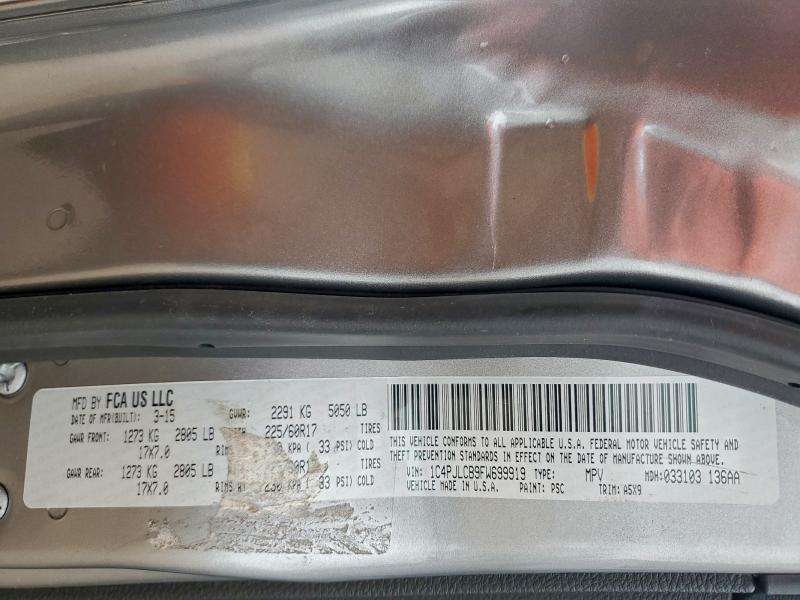 MFD BY FCA US LLC
DATE OF MFR(BUILT): 3-15 GVWR: 2291 KG 5050 LB
GAWR FRONT: 1273 KG 2805 LB 225/60R17 TIRES
17X7.0 KPA ( 33 PSI) COLD
GAWR REAR: 1273 KG 2805 LB TIRES
17X7.0 RIMS AT 230 KPA ( 33 PSI) COLD
THIS VEHICLE CONFORMS TO ALL APPLICABLE U.S.A. FEDERAL MOTOR VEHICLE SAFETY AND
THEFT PREVENTION STANDARDS IN EFFECT ON THE DATE OF MANUFACTURE SHOWN ABOVE.
VIN: 1C4PJLCB9FW699919 TYPE: MPV MDH: 033103 136AA
VEHICLE MADE IN U.S.A. PAINT: PSC TRIM: A5X9